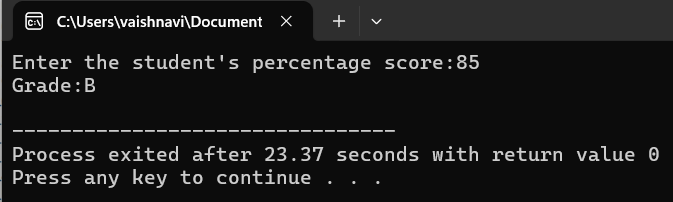 C:\Users\vaishnavi\Document
Enter the student's percentage score:85
Grade:B
--------------------------------
Process exited after 23.37 seconds with return value 0
Press any key to continue . . .